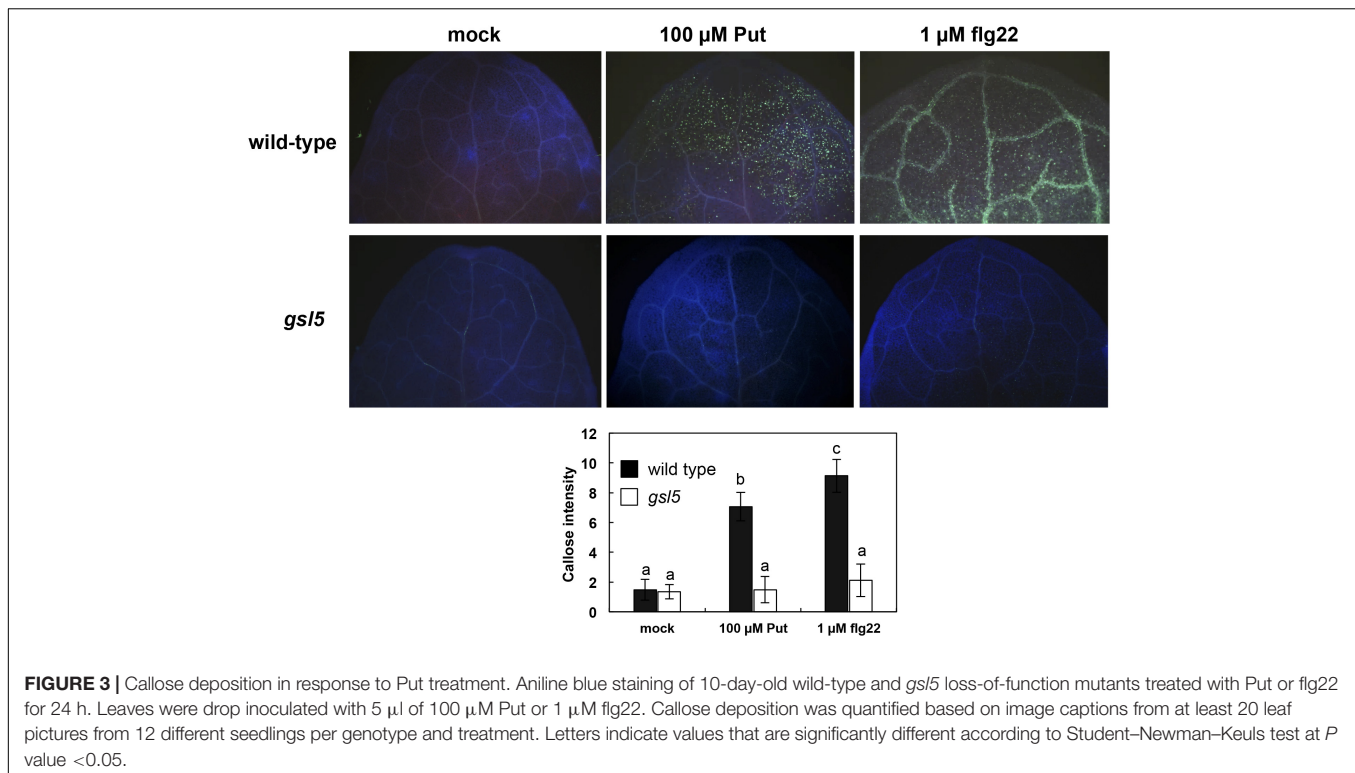 mock 100 µM Put 1 µM flg22
wild-type
gsl5
12
10
8
6
4
2
0
Callose intensity
wild type
gsl5
a a b a c a
mock 100 µM Put 1 µM flg22
FIGURE 3 | Callose deposition in response to Put treatment. Aniline blue staining of 10-day-old wild-type and gsl5 loss-of-function mutants treated with Put or flg22
for 24 h. Leaves were drop inoculated with 5 µl of 100 µM Put or 1 µM flg22. Callose deposition was quantified based on image captions from at least 20 leaf
pictures from 12 different seedlings per genotype and treatment. Letters indicate values that are significantly different according to Student–Newman–Keuls test at P
value <0.05.